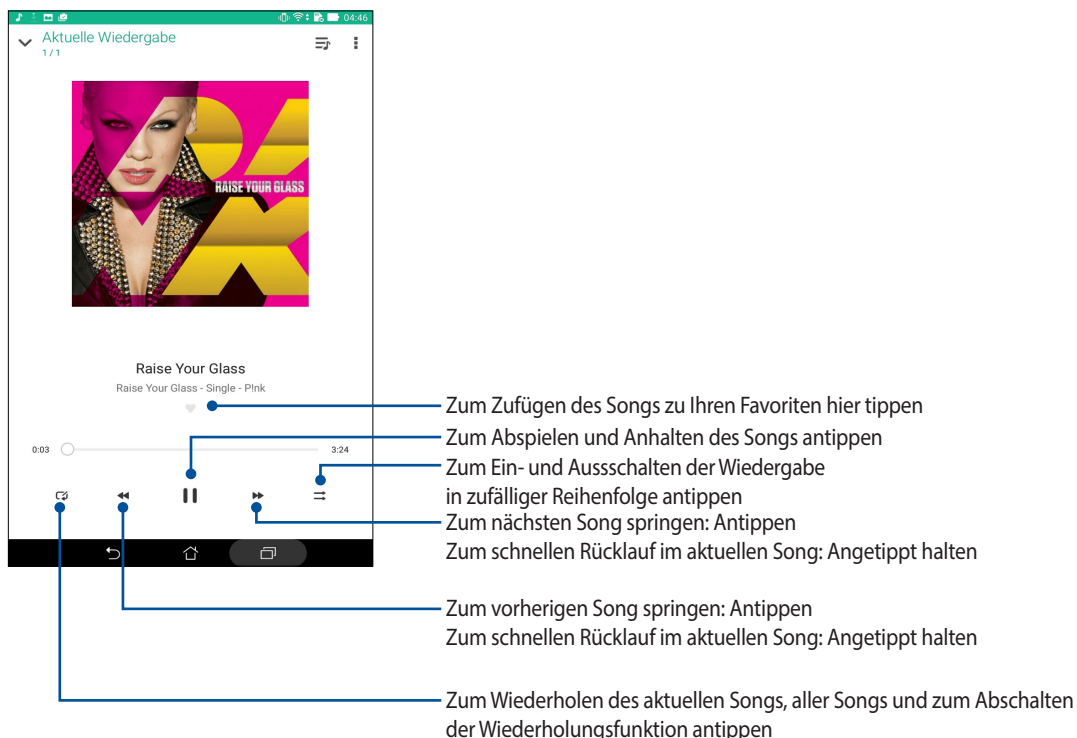 04:46
Aktuelle Wiedergabe
1 / 1
RAISE YOUR GLASS
Raise Your Glass
Raise Your Glass - Single - P!nk
Zum Zufügen des Songs zu Ihren Favoriten hier tippen
Zum Abspielen und Anhalten des Songs antippen
0:03
3:24
Zum Ein- und Aussschalten der Wiedergabe
in zufälliger Reihenfolge antippen
Zum nächsten Song springen: Antippen
Zum schnellen Rücklauf im aktuellen Song: Angetippt halten
Zum vorherigen Song springen: Antippen
Zum schnellen Rücklauf im aktuellen Song: Angetippt halten
Zum Wiederholen des aktuellen Songs, aller Songs und zum Abschalten
der Wiederholungsfunktion antippen